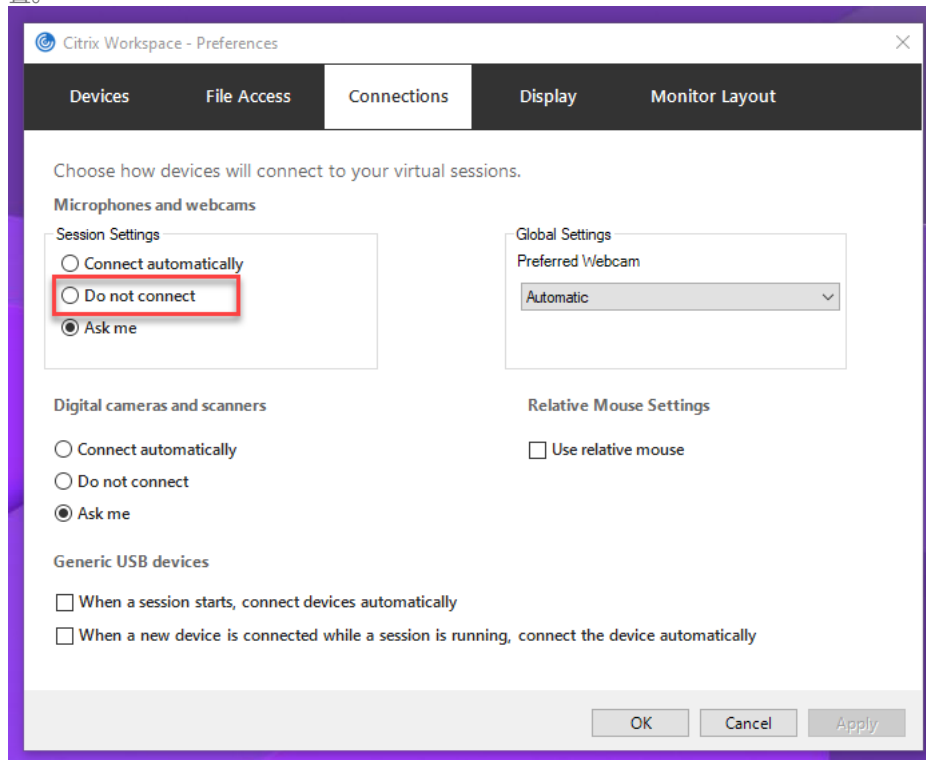 置。
Citrix Workspace - Preferences
Devices File Access Connections Display Monitor Layout
Choose how devices will connect to your virtual sessions.
Microphones and webcams
Session Settings
Connect automatically
Do not connect
Ask me
Global Settings
Preferred Webcam
Automatic
Digital cameras and scanners
Connect automatically
Do not connect
Ask me
Relative Mouse Settings
Use relative mouse
Generic USB devices
When a session starts, connect devices automatically
When a new device is connected while a session is running, connect the device automatically
OK Cancel Apply